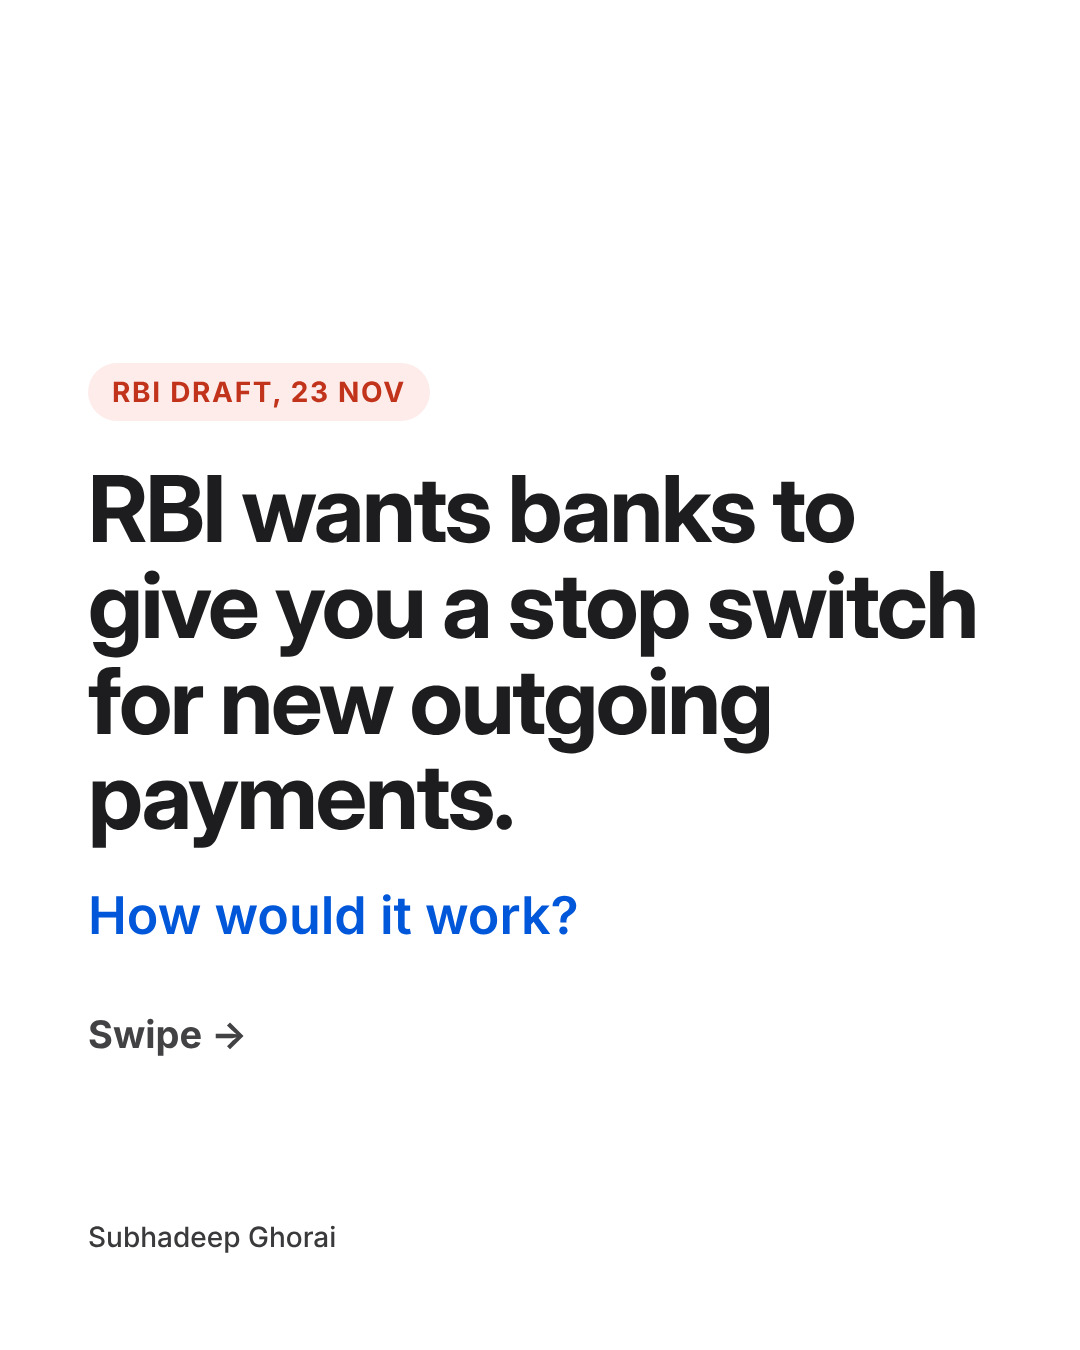 RBI DRAFT, 23 NOV
RBI wants banks to
give you a stop switch
for new outgoing
payments.
How would it work?
Swipe →
Subhadeep Ghorai